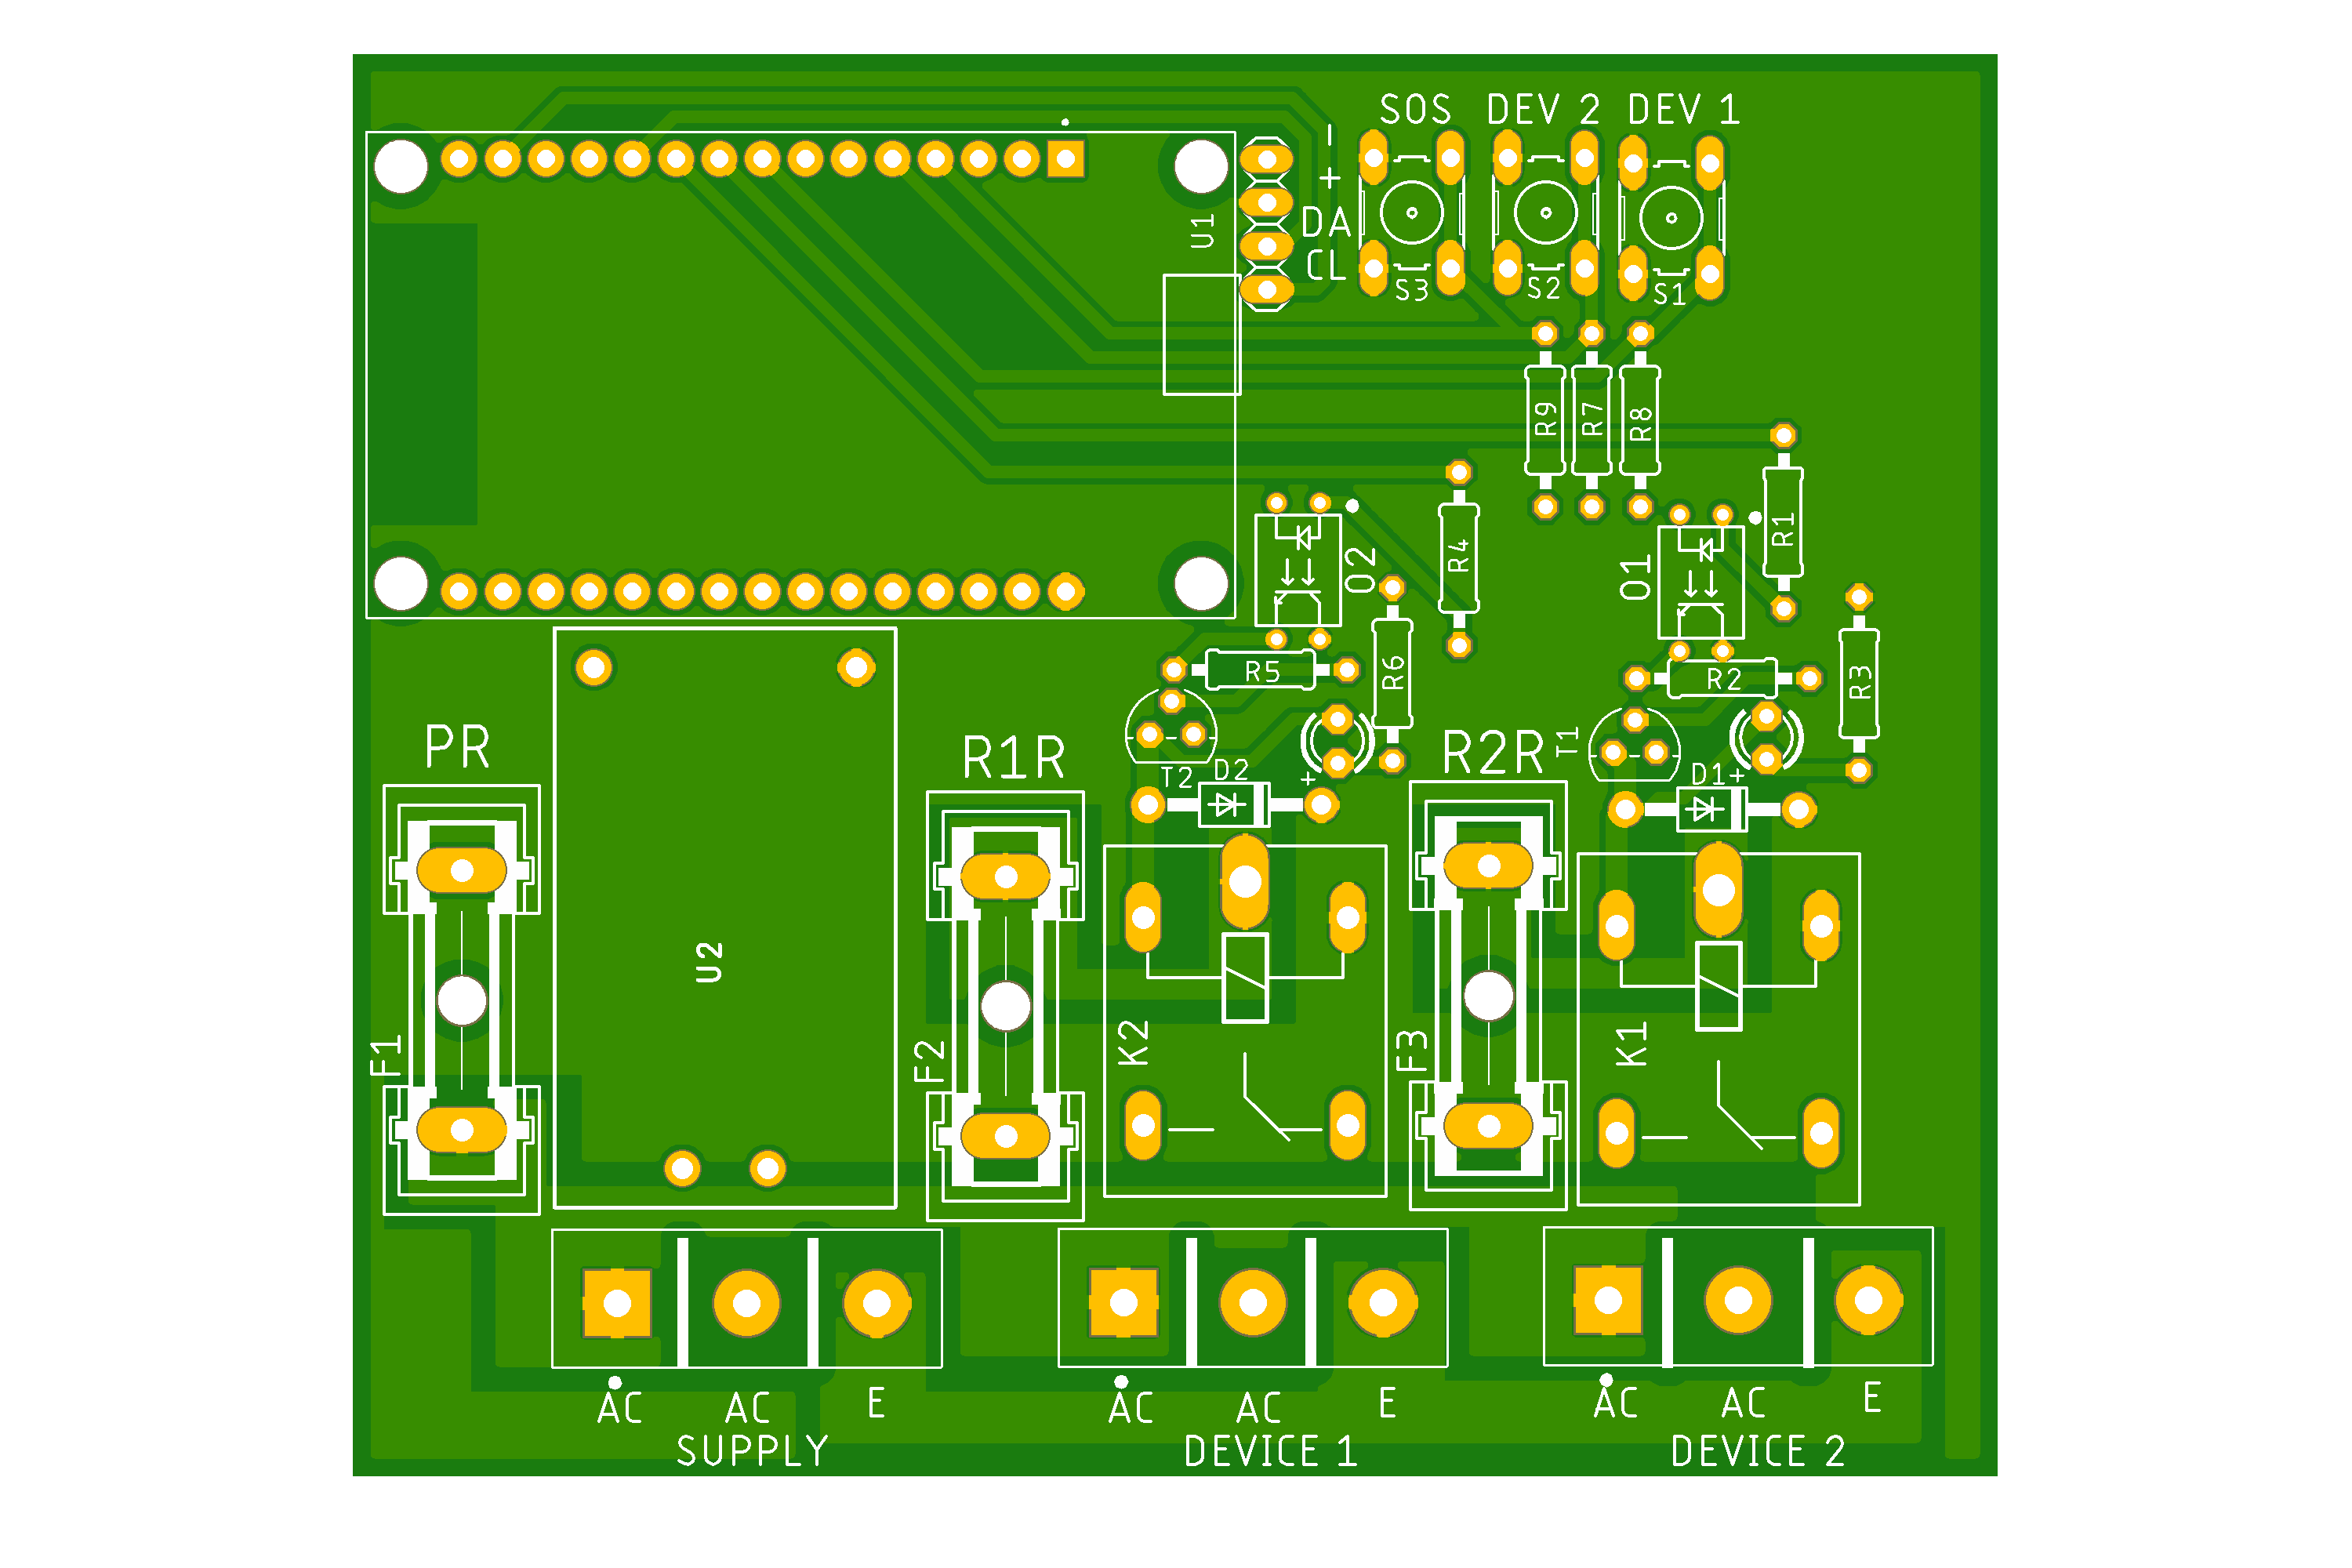 SOS DEV 2 DEV 1
-
+
DA
CL
U1
S3 S2 S1
R9 R7 R8
R1
R4
O2
O1
R5
R6
R2
R3
PR
R1R
R2R
T1
T2 D2
+
D1+
U2
F1
F2
K2
F3
K1
AC AC E
SUPPLY
AC AC E
DEVICE 1
AC AC E
DEVICE 2